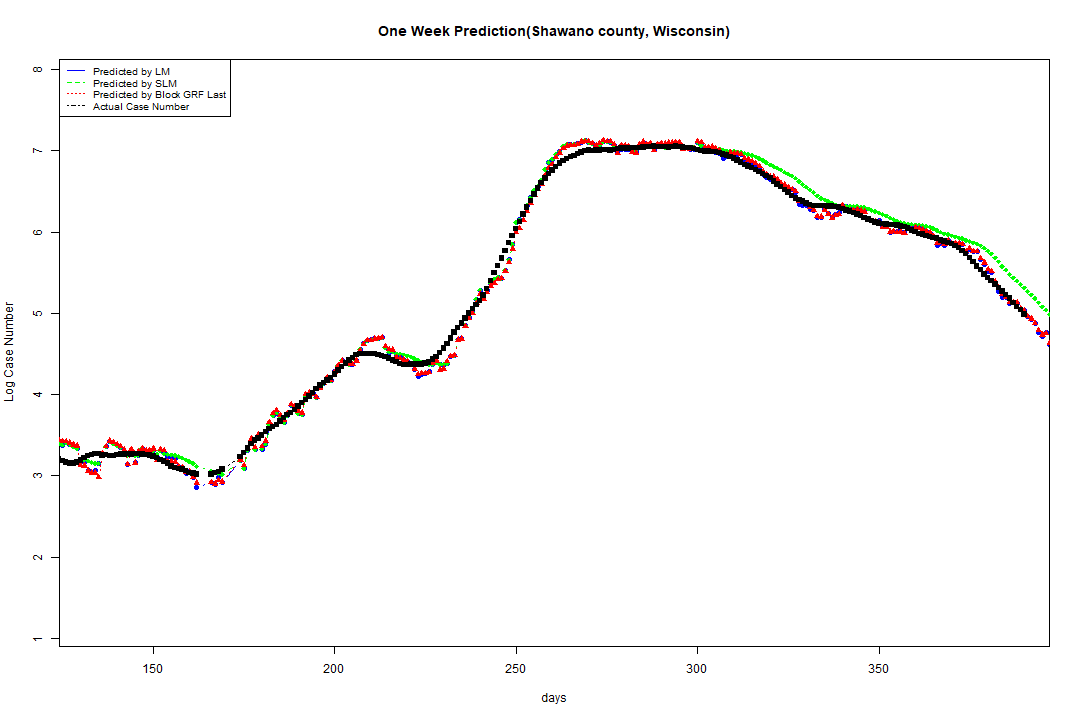 One Week Prediction(Shawano county, Wisconsin)
Predicted by LM
Predicted by SLM
Predicted by Block GRF Last
Actual Case Number
8
7
6
5
4
3
2
1
Log Case Number
150 200 250 300 350
days